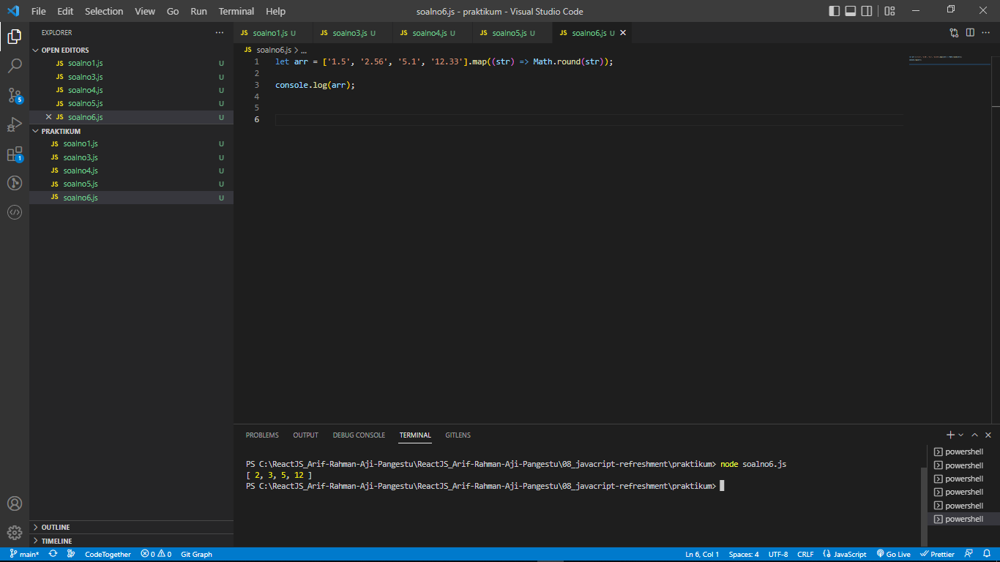 File Edit Selection View Go Run Terminal Help
soalno6.js - praktikum - Visual Studio Code
EXPLORER
OPEN EDITORS
JS soalno1.js U
JS soalno3.js U
JS soalno4.js U
JS soalno5.js U
JS soalno6.js U
PRAKTIKUM
JS soalno1.js U
JS soalno3.js U
JS soalno4.js U
JS soalno5.js U
JS soalno6.js U
OUTLINE
TIMELINE
5
1
JS soalno1.js U JS soalno3.js U JS soalno4.js U JS soalno5.js U JS soalno6.js U
JS soalno6.js > ...
1 let arr = ['1.5', '2.56', '5.1', '12.33'].map((str) => Math.round(str));
2
3 console.log(arr);
4
5
6
PROBLEMS OUTPUT DEBUG CONSOLE TERMINAL GITLENS
PS C:\ReactJS_Arif-Rahman-Aji-Pangestu\ReactJS_Arif-Rahman-Aji-Pangestu\08_javacript-refreshment\praktikum> node soalno6.js
[ 2, 3, 5, 12 ]
PS C:\ReactJS_Arif-Rahman-Aji-Pangestu\ReactJS_Arif-Rahman-Aji-Pangestu\08_javacript-refreshment\praktikum>
powershell
powershell
powershell
powershell
powershell
powershell
main* CodeTogether 0 0 Git Graph Ln 6, Col 1 Spaces: 4 UTF-8 CRLF JavaScript Go Live Prettier